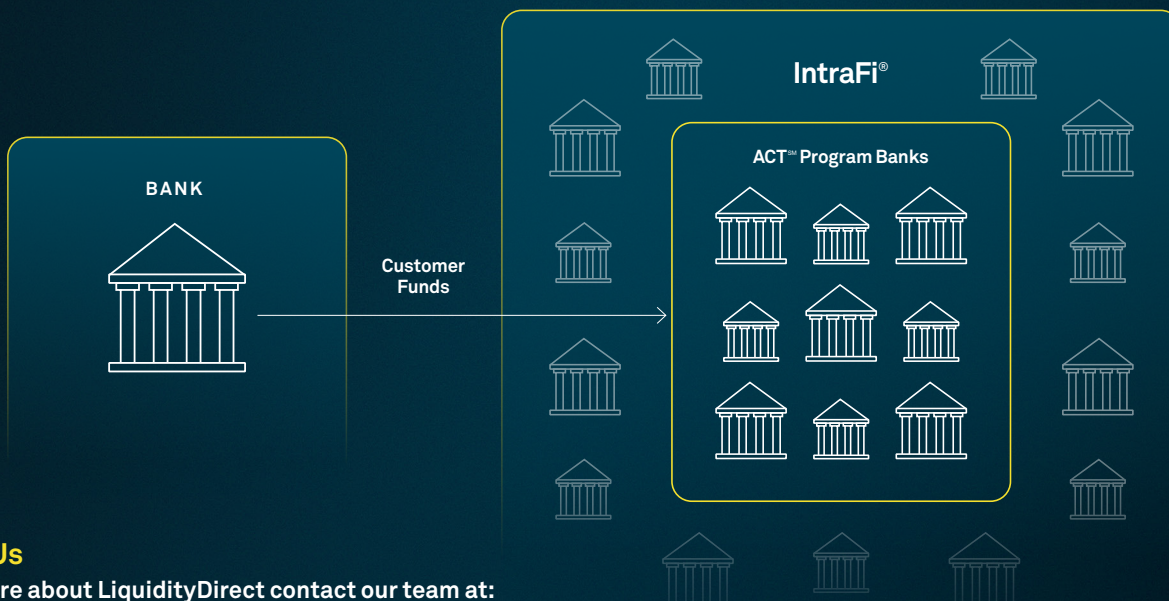 IntraFi®
ACT℠ Program Banks
BANK
Customer
Funds
Us
re about LiquidityDirect contact our team at: